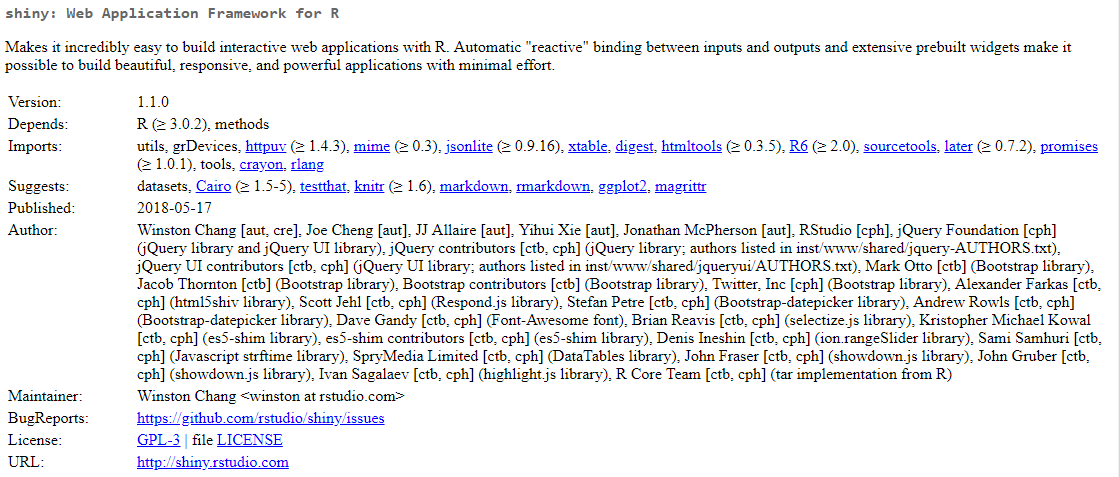 shiny: Web Application Framework for R
Makes it incredibly easy to build interactive web applications with R. Automatic "reactive" binding between inputs and outputs and extensive prebuilt widgets make it
possible to build beautiful, responsive, and powerful applications with minimal effort.
Version: 1.1.0
Depends: R (≥ 3.0.2), methods
Imports: utils, grDevices, httpuv (≥ 1.4.3), mime (≥ 0.3), jsonlite (≥ 0.9.16), xtable, digest, htmltools (≥ 0.3.5), R6 (≥ 2.0), sourcetools, later (≥ 0.7.2), promises
(≥ 1.0.1), tools, crayon, rlang
Suggests: datasets, Cairo (≥ 1.5-5), testthat, knitr (≥ 1.6), markdown, rmarkdown, ggplot2, magrittr
Published: 2018-05-17
Author: Winston Chang [aut, cre], Joe Cheng [aut], JJ Allaire [aut], Yihui Xie [aut], Jonathan McPherson [aut], RStudio [cph], jQuery Foundation [cph]
(jQuery library and jQuery UI library), jQuery contributors [ctb, cph] (jQuery library; authors listed in inst/www/shared/jquery-AUTHORS.txt),
jQuery UI contributors [ctb, cph] (jQuery UI library; authors listed in inst/www/shared/jqueryui/AUTHORS.txt), Mark Otto [ctb] (Bootstrap library),
Jacob Thornton [ctb] (Bootstrap library), Bootstrap contributors [ctb] (Bootstrap library), Twitter, Inc [cph] (Bootstrap library), Alexander Farkas [ctb,
cph] (html5shiv library), Scott Jehl [ctb, cph] (Respond.js library), Stefan Petre [ctb, cph] (Bootstrap-datepicker library), Andrew Rowls [ctb, cph]
(Bootstrap-datepicker library), Dave Gandy [ctb, cph] (Font-Awesome font), Brian Reavis [ctb, cph] (selectize.js library), Kristopher Michael Kowal
[ctb, cph] (es5-shim library), es5-shim contributors [ctb, cph] (es5-shim library), Denis Ineshin [ctb, cph] (ion.rangeSlider library), Sami Samhuri [ctb,
cph] (Javascript strftime library), SpryMedia Limited [ctb, cph] (DataTables library), John Fraser [ctb, cph] (showdown.js library), John Gruber [ctb,
cph] (showdown.js library), Ivan Sagalaev [ctb, cph] (highlight.js library), R Core Team [ctb, cph] (tar implementation from R)
Maintainer: Winston Chang <winston at rstudio.com>
BugReports: https://github.com/rstudio/shiny/issues
License: GPL-3 | file LICENSE
URL: http://shiny.rstudio.com